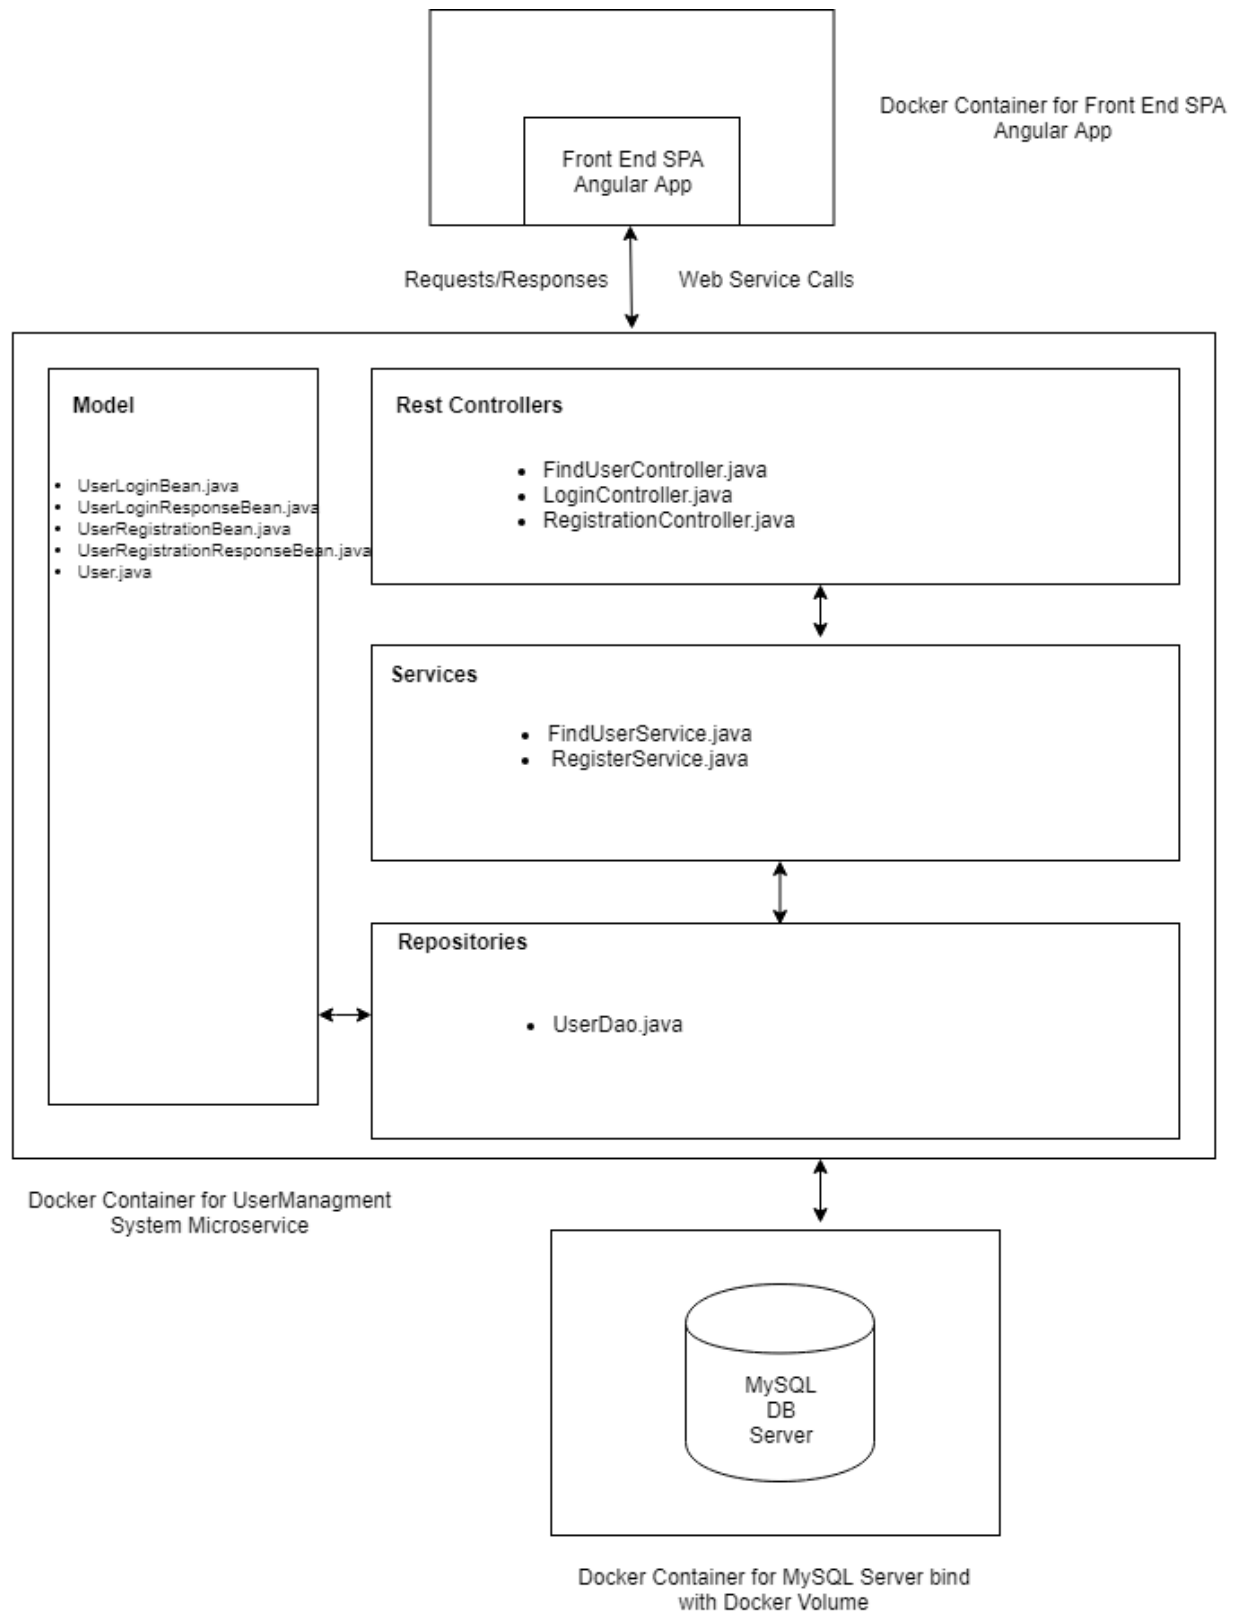 Docker Container for Front End SPA
Angular App
Front End SPA
Angular App
Requests/Responses
Web Service Calls
Model
UserLoginBean.java
UserLoginResponseBean.java
UserRegistrationBean.java
UserRegistrationResponseBean.java
User.java
Rest Controllers
FindUserController.java
LoginController.java
RegistrationController.java
Services
FindUserService.java
RegisterService.java
Repositories
UserDao.java
Docker Container for UserManagment
System Microservice
MySQL
DB
Server
Docker Container for MySQL Server bind
with Docker Volume